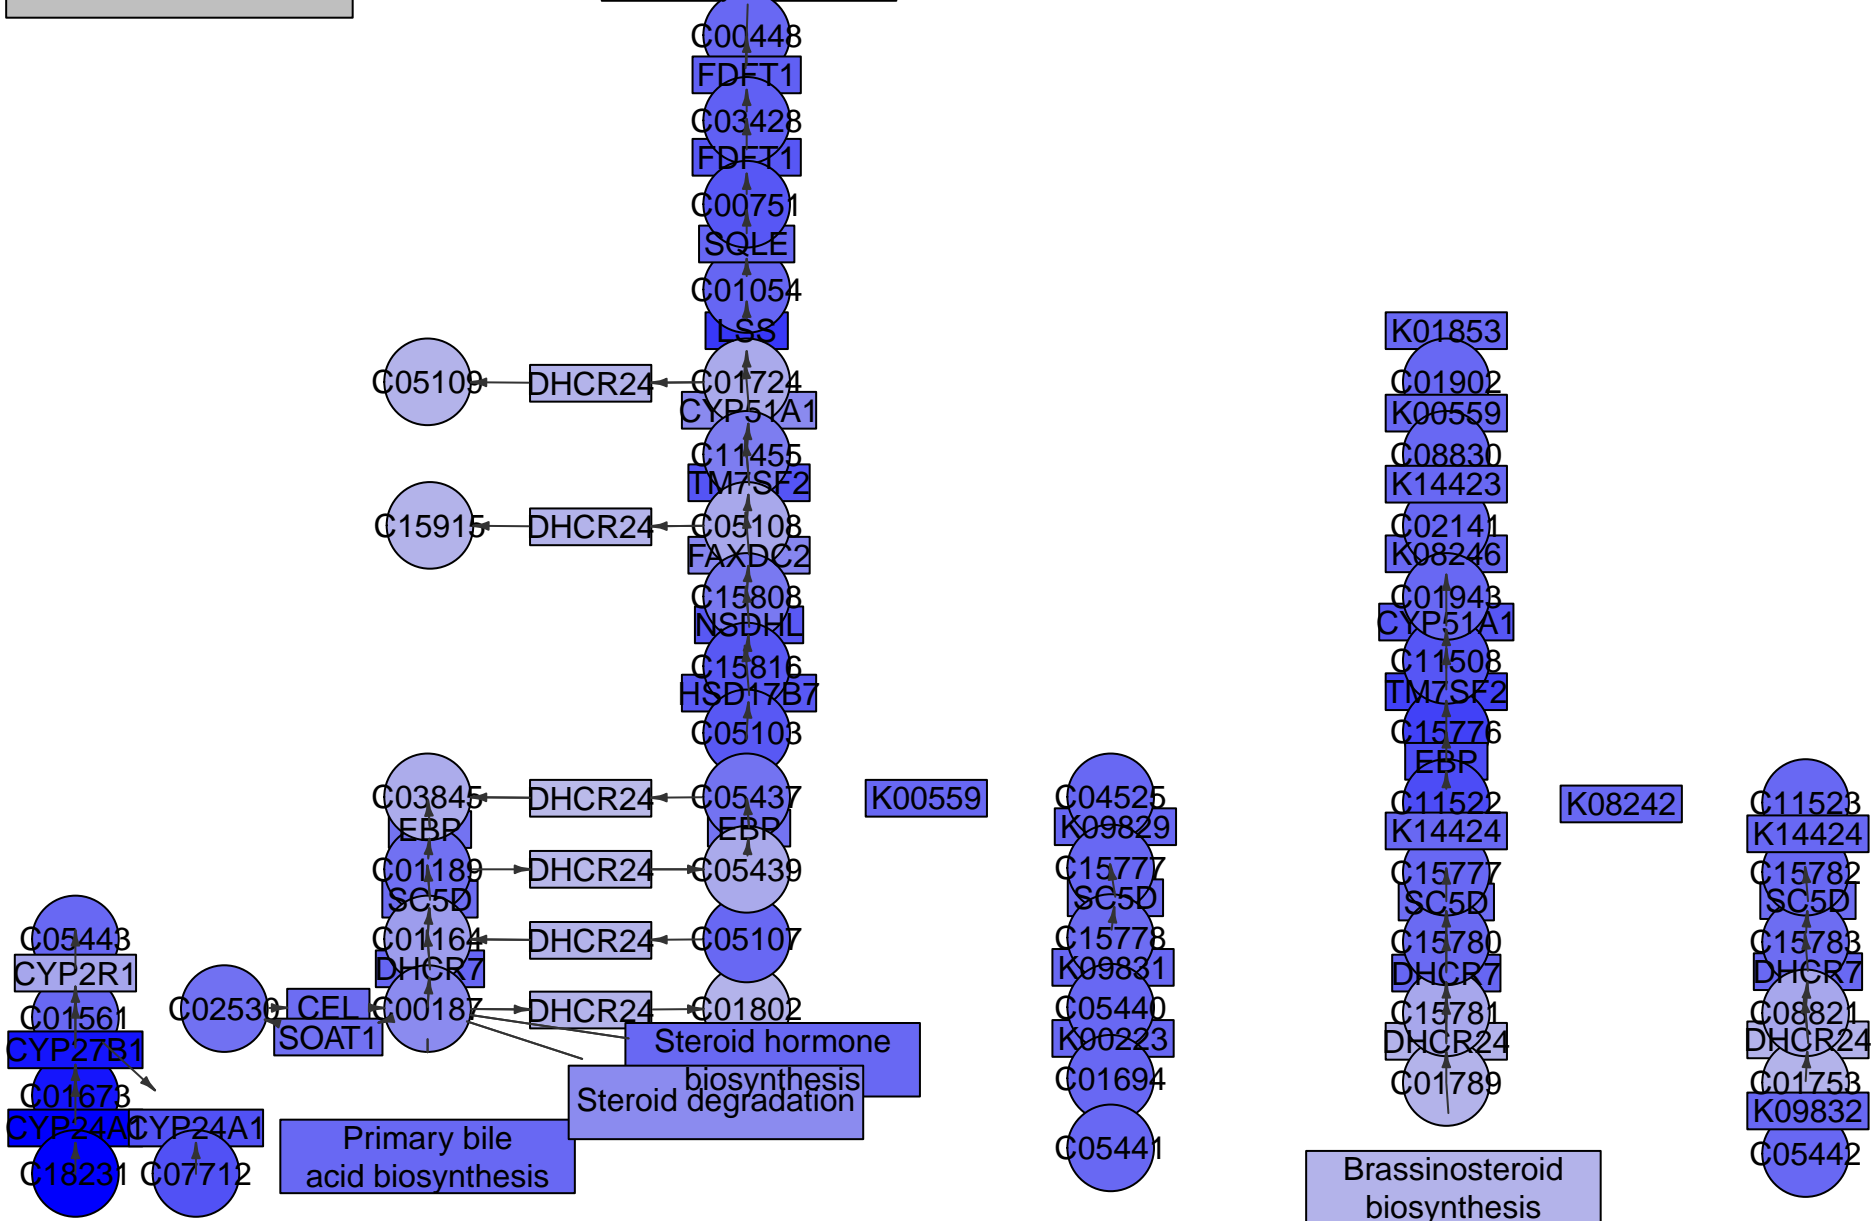 C00448
FDFT1
C03428
FDFT1
C00751
SQLE
C01054
LSS
C05109
DHCR24
C01724
CYP51A1
C11455
TM7SF2
C15915
DHCR24
C05108
FAXDC2
C15808
NSDHL
C15816
HSD17B7
C05103
C03845
DHCR24
C05437
EBP
EBP
C01189
DHCR24
C05439
SC5D
C01164
DHCR24
C05107
DHCR7
C02530
CEL
SOAT1
C00187
DHCR24
C01802
C05443
CYP2R1
C01561
CYP27B1
C01673
CYP24A1
CYP24A1
C18231
C07712
Steroid hormone
biosynthesis
Steroid degradation
Primary bile
acid biosynthesis
K00559
C04525
K09829
C15777
SC5D
C15778
K09831
C05440
K00223
C01694
C05441
K01853
C01902
K00559
C08830
K14423
C02141
K08246
C01943
CYP51A1
C11508
TM7SF2
C15776
EBP
C11522
K14424
C15777
SC5D
C15780
DHCR7
C15781
DHCR24
C01789
Brassinosteroid
biosynthesis
K08242
C11523
K14424
C15782
SC5D
C15783
DHCR7
C08821
DHCR24
C01753
K09832
C05442